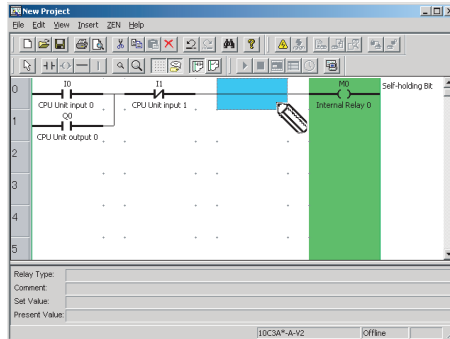 New Project
File Edit View Insert ZEN Help
0 I0 I1 M0 Self-holding Bit
CPU Unit input 0 CPU Unit input 1 Internal Relay 0
1 Q0
CPU Unit output 0
2
3
4
5
Relay Type:
Comment:
Set Value:
Present Value:
10C3A*-A-V2 Offline